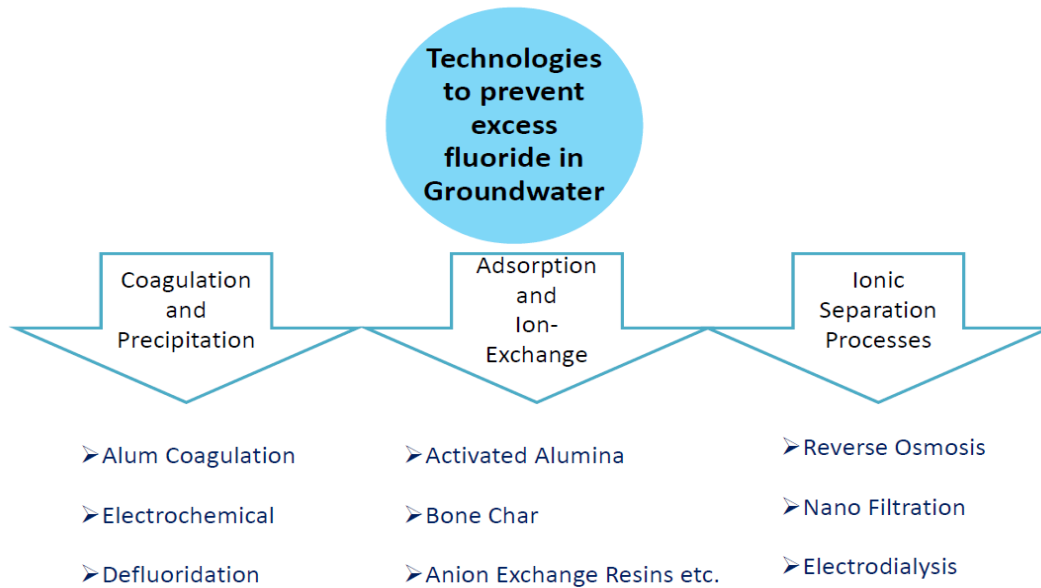 Technologies
to prevent
excess
fluoride in
Groundwater
Coagulation
and
Precipitation
Adsorption
and
Ion-
Exchange
Ionic
Separation
Processes
➢Alum Coagulation
➢Electrochemical
➢Defluoridation
➢Activated Alumina
➢Bone Char
➢Anion Exchange Resins etc.
➢Reverse Osmosis
➢Nano Filtration
➢Electrodialysis